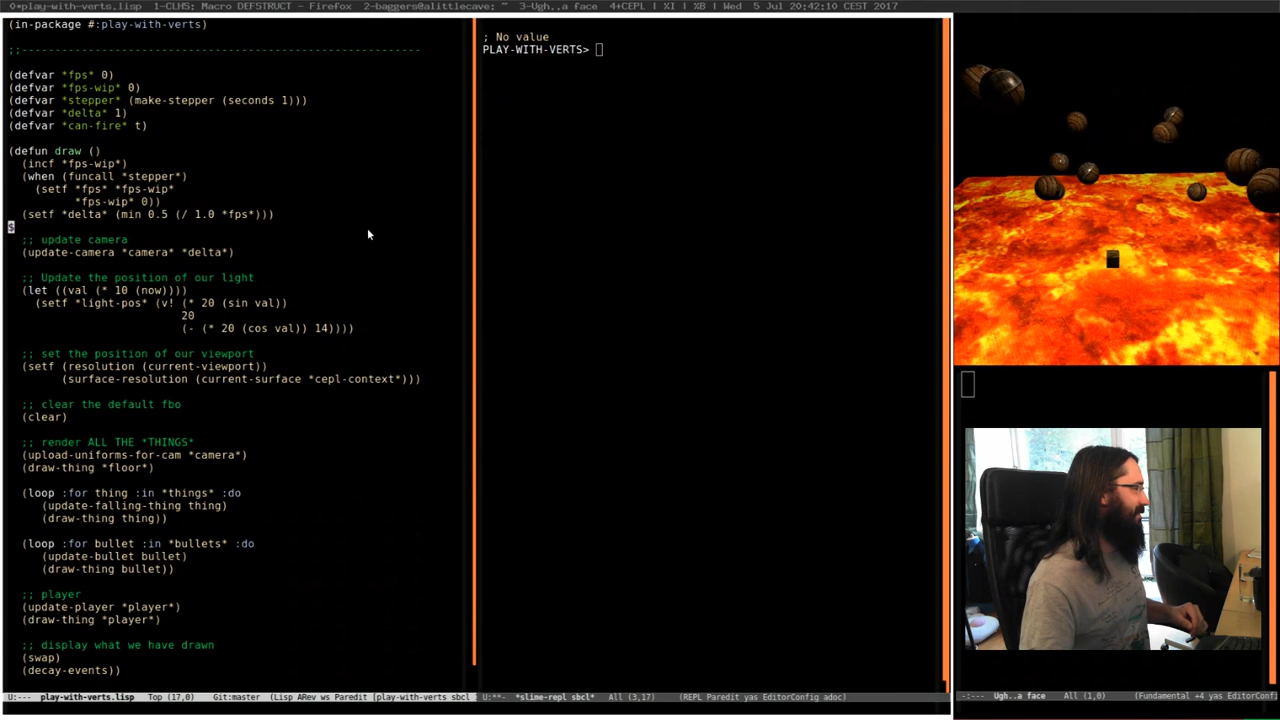 0*play-with-verts.lisp  1-CLHS: Macro DEFSTRUCT - Firefox  2-baggers@alittlecave: ~  3-Ugh..a face  4+CEPL | XI | XB | Wed  5 Jul 20:42:10 CEST 2017
(in-package #:play-with-verts)
;;------------------------------------------------------------
(defvar *fps* 0)
(defvar *fps-wip* 0)
(defvar *stepper* (make-stepper (seconds 1)))
(defvar *delta* 1)
(defvar *can-fire* t)
(defun draw ()
(incf *fps-wip*)
(when (funcall *stepper*)
(setf *fps* *fps-wip*
*fps-wip* 0))
(setf *delta* (min 0.5 (/ 1.0 *fps*)))
;; update camera
(update-camera *camera* *delta*)
;; Update the position of our light
(let ((val (* 10 (now))))
(setf *light-pos* (v! (* 20 (sin val))
20
(- (* 20 (cos val)) 14))))
;; set the position of our viewport
(setf (resolution (current-viewport))
(surface-resolution (current-surface *cepl-context*)))
;; clear the default fbo
(clear)
;; render ALL THE *THINGS*
(upload-uniforms-for-cam *camera*)
(draw-thing *floor*)
(loop :for thing :in *things* :do
(update-falling-thing thing)
(draw-thing thing))
(loop :for bullet :in *bullets* :do
(update-bullet bullet)
(draw-thing bullet))
;; player
(update-player *player*)
(draw-thing *player*)
;; display what we have drawn
(swap)
(decay-events))
U:---  play-with-verts.lisp   Top (17,0)   Git:master  (Lisp ARev ws Paredit [play-with-verts sbcl
; No value
PLAY-WITH-VERTS>
U:**-  *slime-repl sbcl*   All (3,17)   (REPL Paredit yas EditorConfig adoc)
-:---  Ugh..a face   All (1,0)   (Fundamental +4 yas EditorConfi